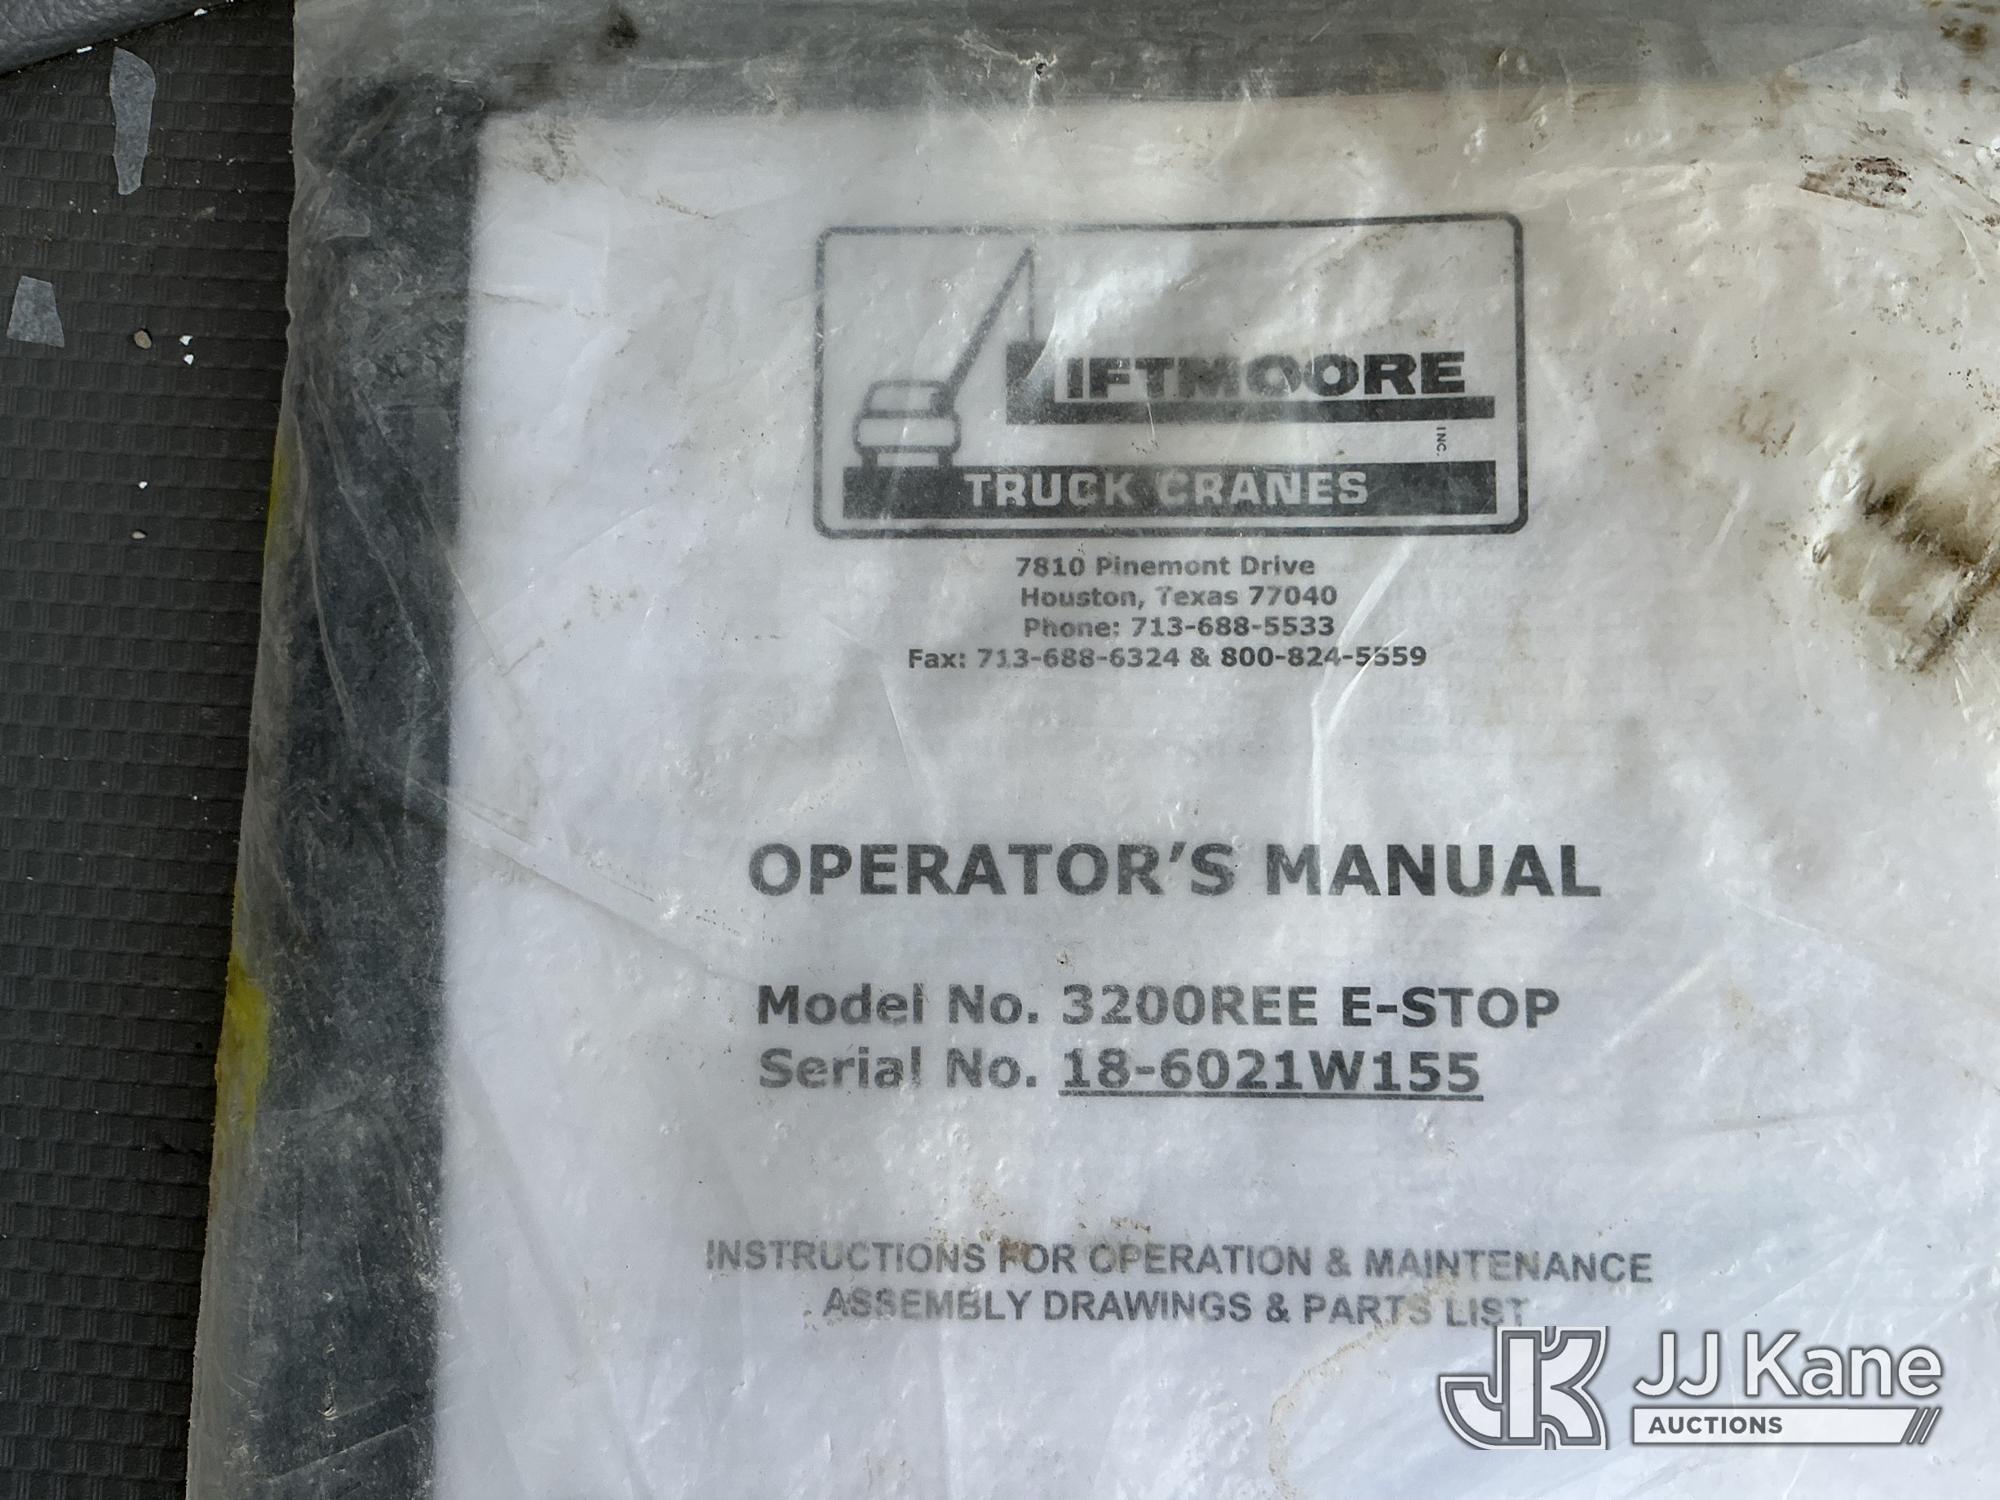 LIFTMOORE
INC.
TRUCK CRANES
7810 Pinemont Drive
Houston, Texas 77040
Phone: 713-688-5533
Fax: 713-688-6324 & 800-824-5559
OPERATOR'S MANUAL
Model No. 3200REE E-STOP
Serial No. 18-6021W155
INSTRUCTIONS FOR OPERATION & MAINTENANCE
ASSEMBLY DRAWINGS & PARTS LIST
JK JJ Kane
AUCTIONS